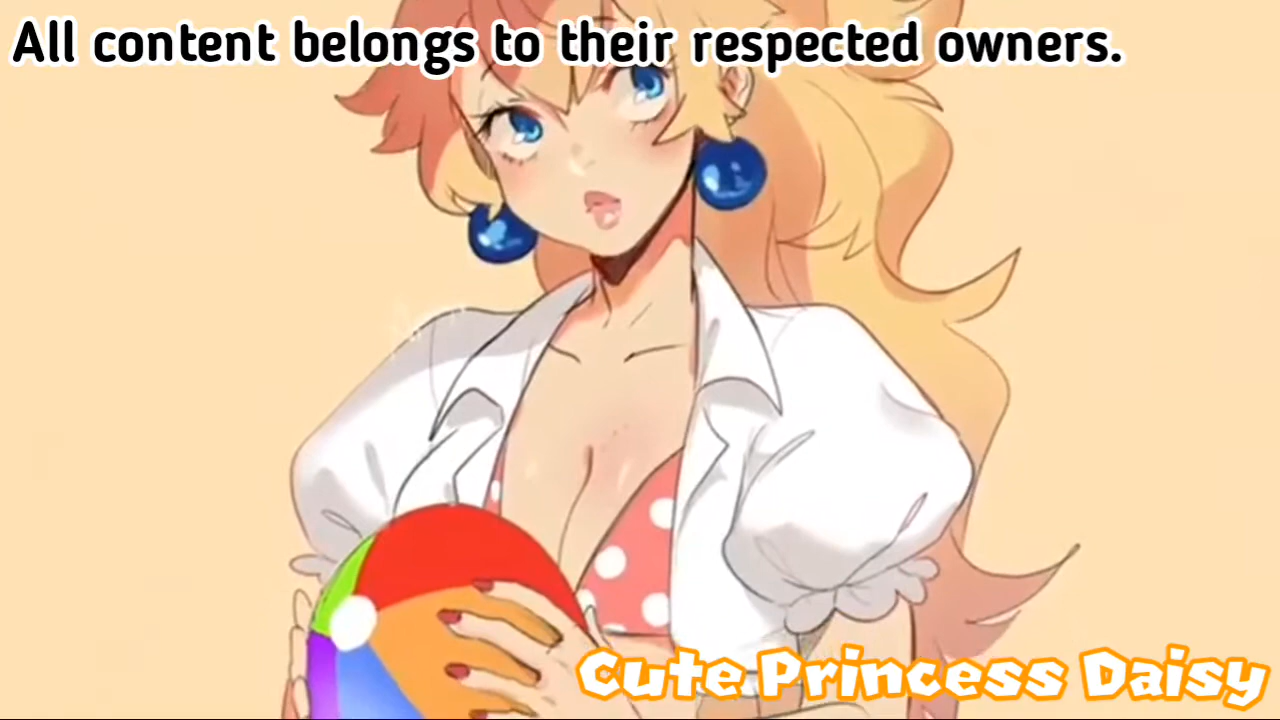 All content belongs to their respected owners.
Cute Princess Daisy